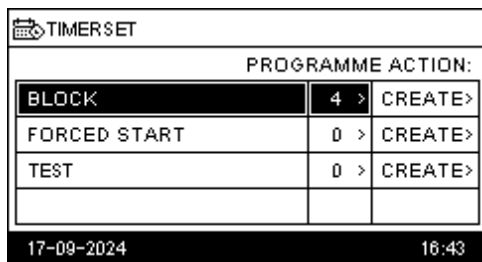 TIMERSET
PROGRAMME ACTION:
BLOCK 4 > CREATE>
FORCED START 0 > CREATE>
TEST 0 > CREATE>
17-09-2024 16:43